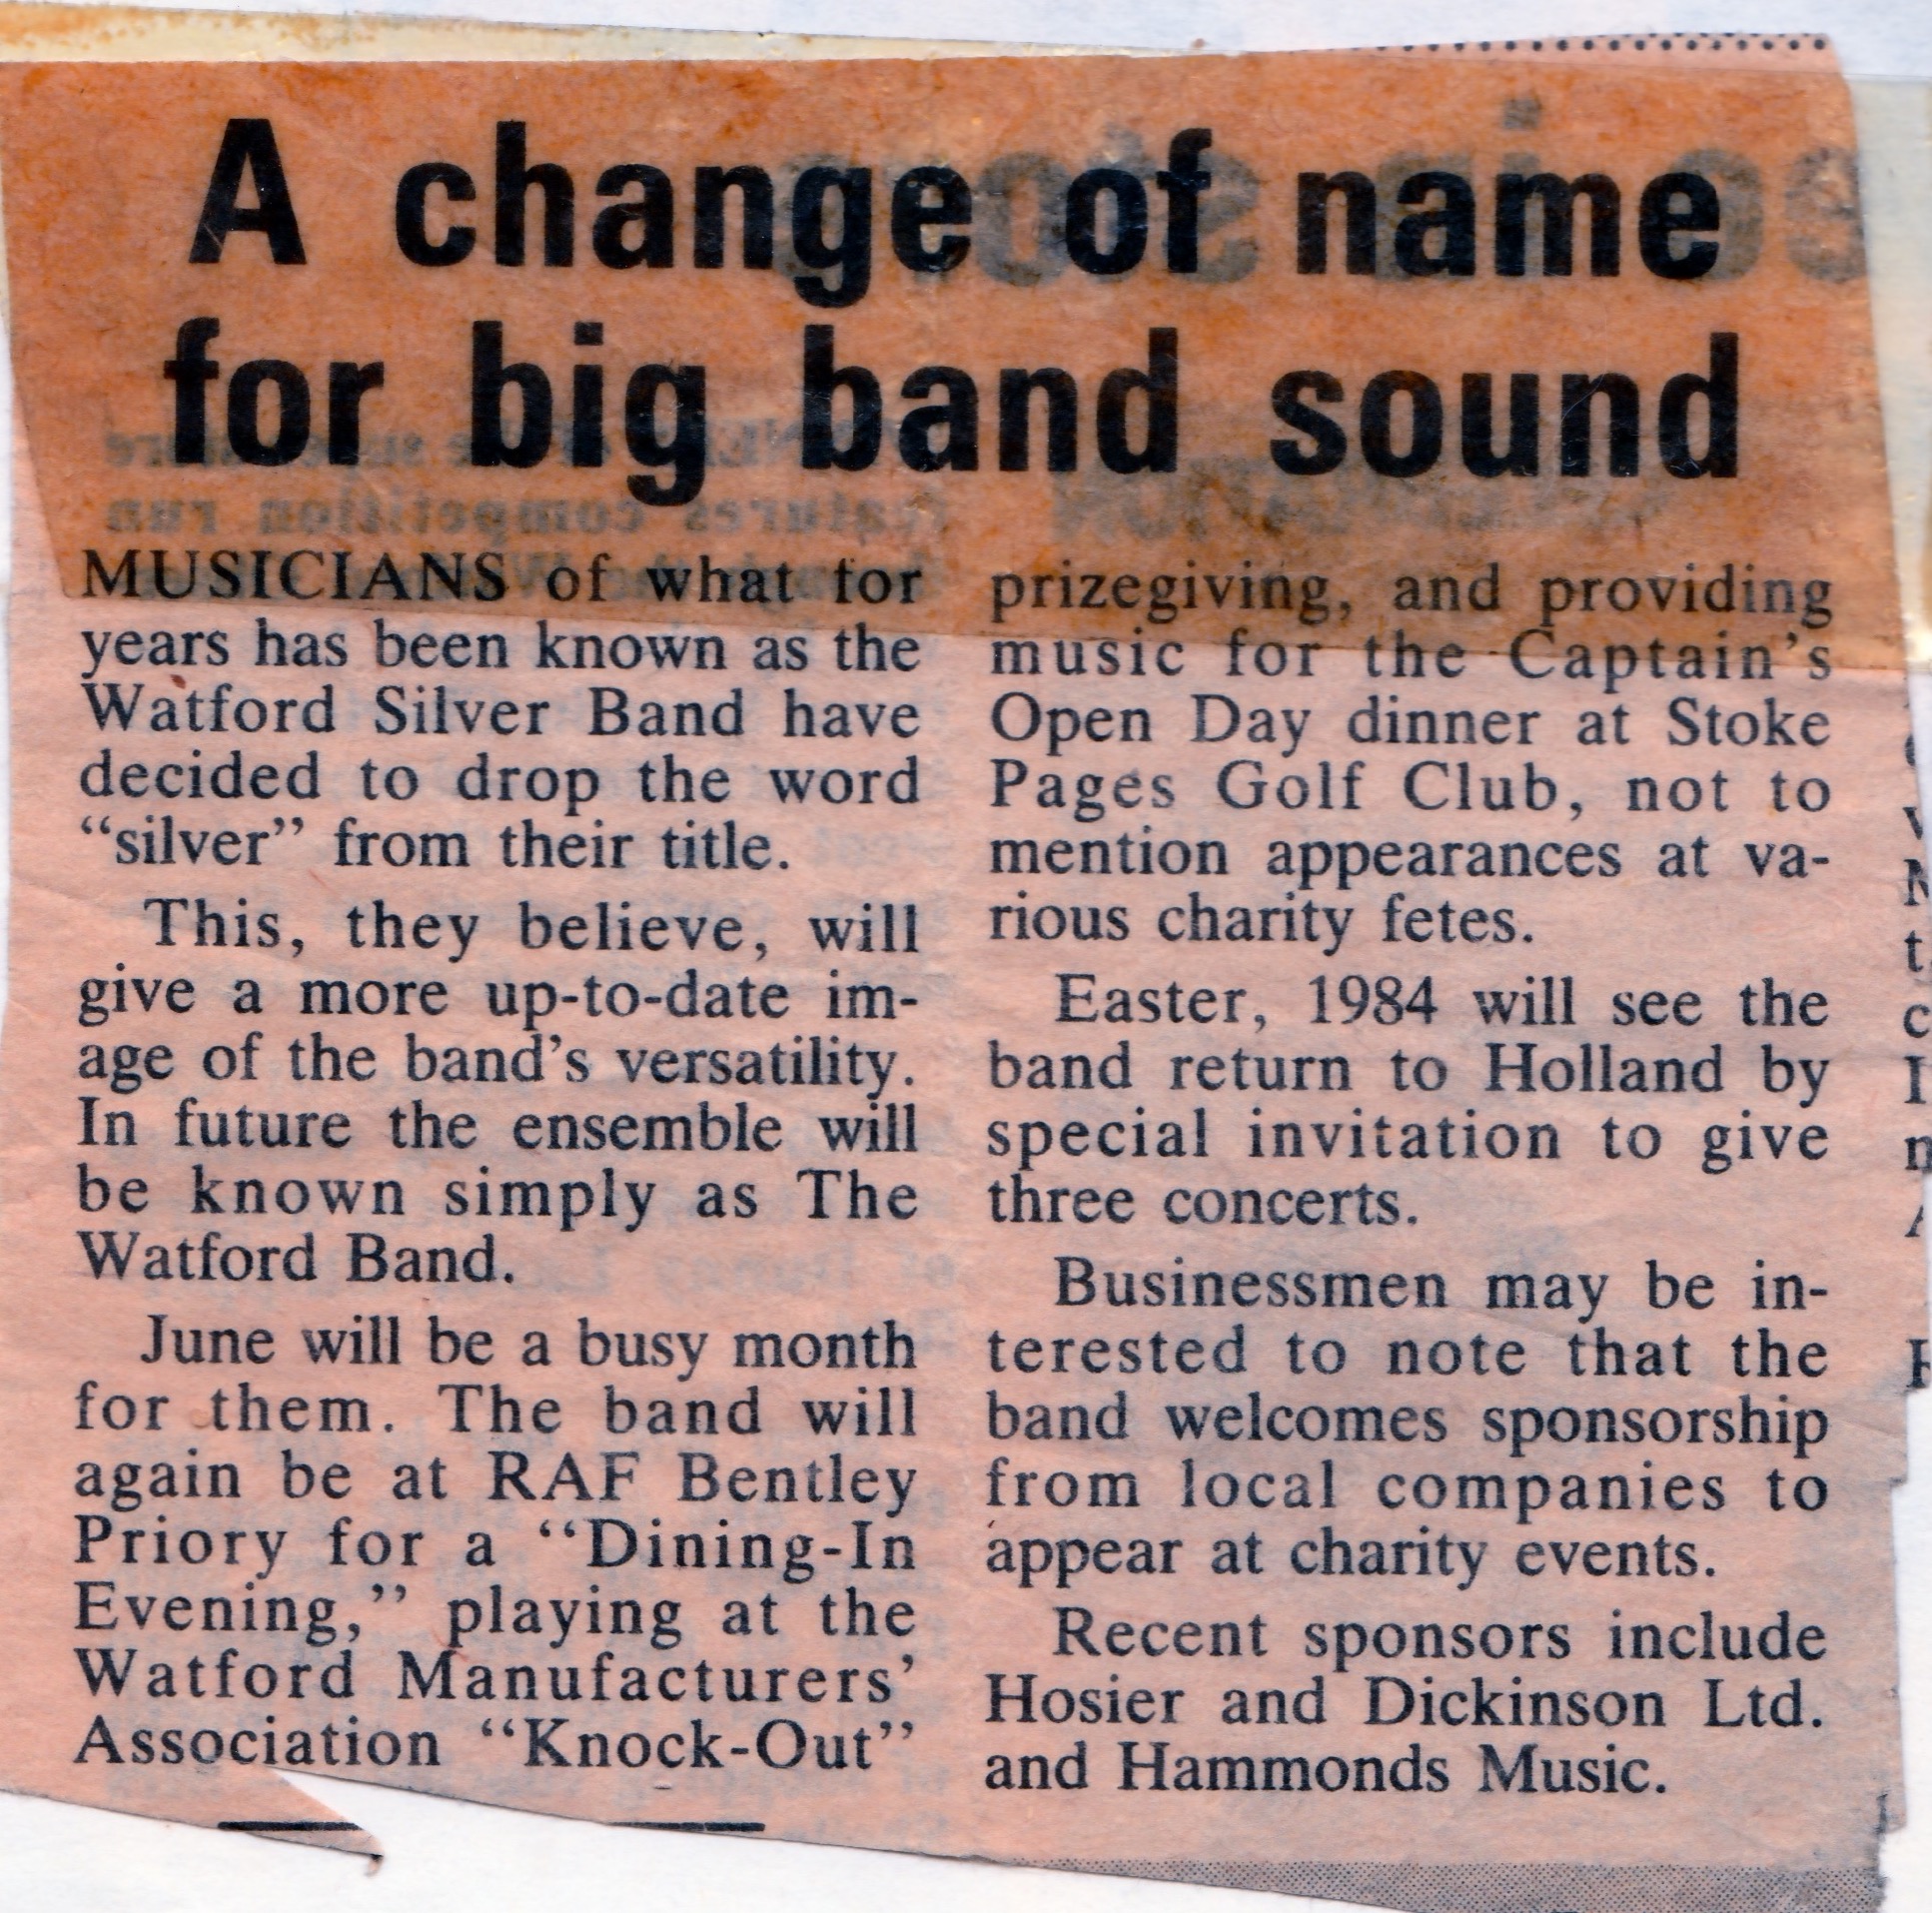 A change of name
for big band sound
MUSICIANS of what for
years has been known as the
Watford Silver Band have
decided to drop the word
“silver” from their title.
This, they believe, will
give a more up-to-date im-
age of the band’s versatility.
In future the ensemble will
be known simply as The
Watford Band.
June will be a busy month
for them. The band will
again be at RAF Bentley
Priory for a “Dining-In
Evening,” playing at the
Watford Manufacturers’
Association “Knock-Out”
prizegiving, and providing
music for the Captain’s
Open Day dinner at Stoke
Pages Golf Club, not to
mention appearances at va-
rious charity fetes.
Easter, 1984 will see the
band return to Holland by
special invitation to give
three concerts.
Businessmen may be in-
terested to note that the
band welcomes sponsorship
from local companies to
appear at charity events.
Recent sponsors include
Hosier and Dickinson Ltd.
and Hammonds Music.